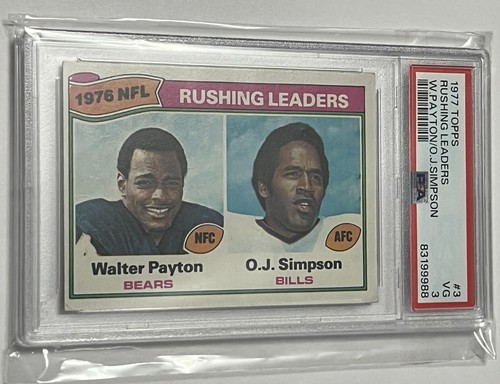 1976 NFL
RUSHING LEADERS
NFC
AFC
Walter Payton
O.J. Simpson
BEARS
BILLS
1977 TOPPS
RUSHING LEADERS
W.PAYTON/O.J.SIMPSON
PSA
#3
VG
3
83199988